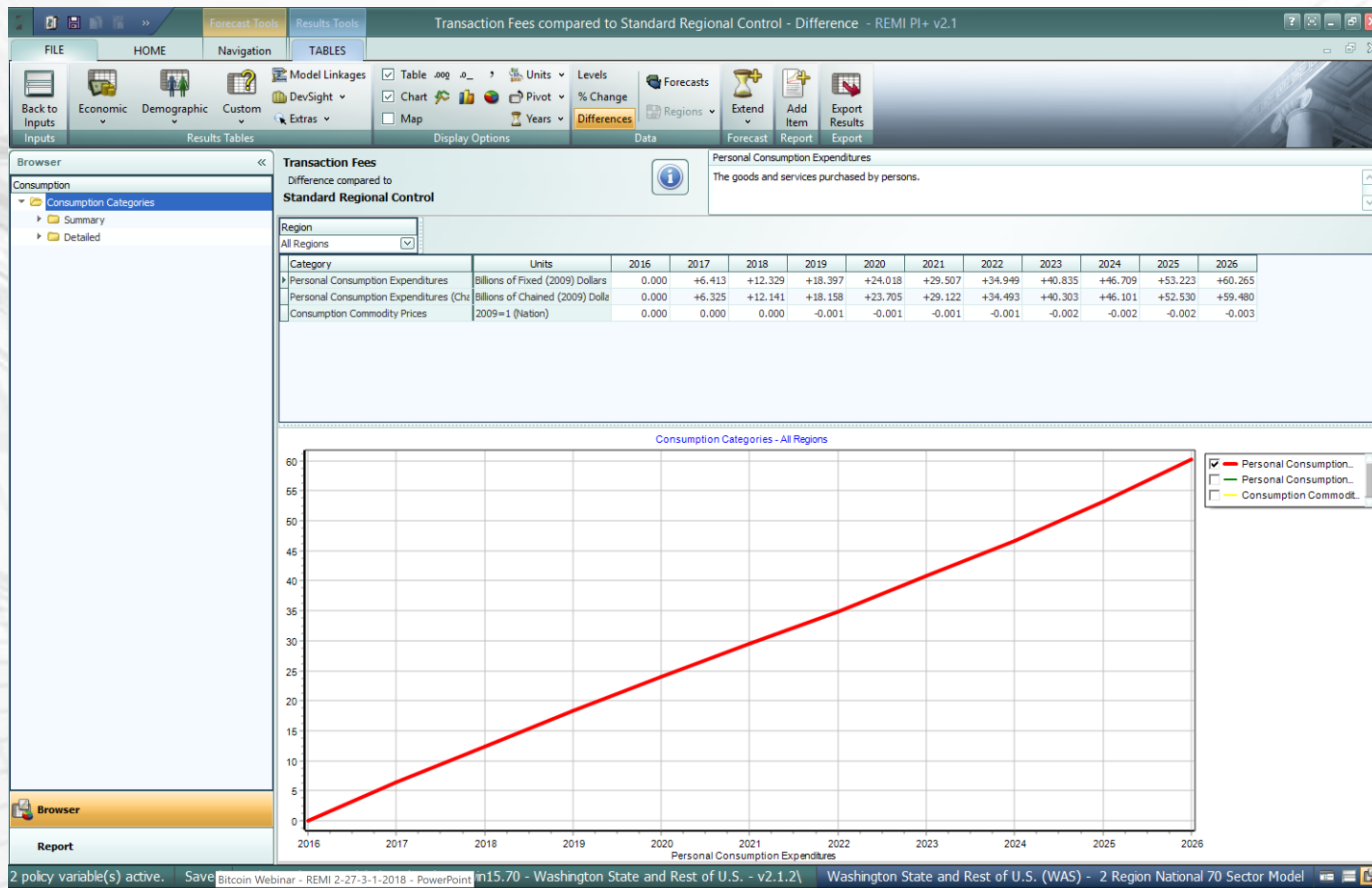 Forecast Tools Results Tools Transaction Fees compared to Standard Regional Control - Difference - REMI PI+ v2.1
FILE HOME Navigation TABLES
Back to Inputs
Economic
Demographic
Custom
Model Linkages
DevSight
Extras
Table .000 .0_ ,
Chart
Map
Units
Pivot
Years
Levels
% Change
Differences
Forecasts
Regions
Extend
Add Item
Export Results
Inputs Results Tables Display Options Data Forecast Report Export
Browser «
Consumption
Consumption Categories
Summary
Detailed
Transaction Fees
Difference compared to
Standard Regional Control
Personal Consumption Expenditures
The goods and services purchased by persons.
Region
All Regions
Category Units 2016 2017 2018 2019 2020 2021 2022 2023 2024 2025 2026
Personal Consumption Expenditures Billions of Fixed (2009) Dollars 0.000 +6.413 +12.329 +18.397 +24.018 +29.507 +34.949 +40.835 +46.709 +53.223 +60.265
Personal Consumption Expenditures (Cha Billions of Chained (2009) Dolla 0.000 +6.325 +12.141 +18.158 +23.705 +29.122 +34.493 +40.303 +46.101 +52.530 +59.480
Consumption Commodity Prices 2009=1 (Nation) 0.000 0.000 0.000 -0.001 -0.001 -0.001 -0.001 -0.002 -0.002 -0.002 -0.003
Consumption Categories - All Regions
60
55
50
45
40
35
30
25
20
15
10
5
0
2016 2017 2018 2019 2020 2021 2022 2023 2024 2025 2026
Personal Consumption Expenditures
Personal Consumption...
Personal Consumption...
Consumption Commodit...
Browser
Report
2 policy variable(s) active. Save
Bitcoin Webinar - REMI 2-27-3-1-2018 - PowerPoint
in15.70 - Washington State and Rest of U.S. - v2.1.2\ Washington State and Rest of U.S. (WAS) - 2 Region National 70 Sector Model